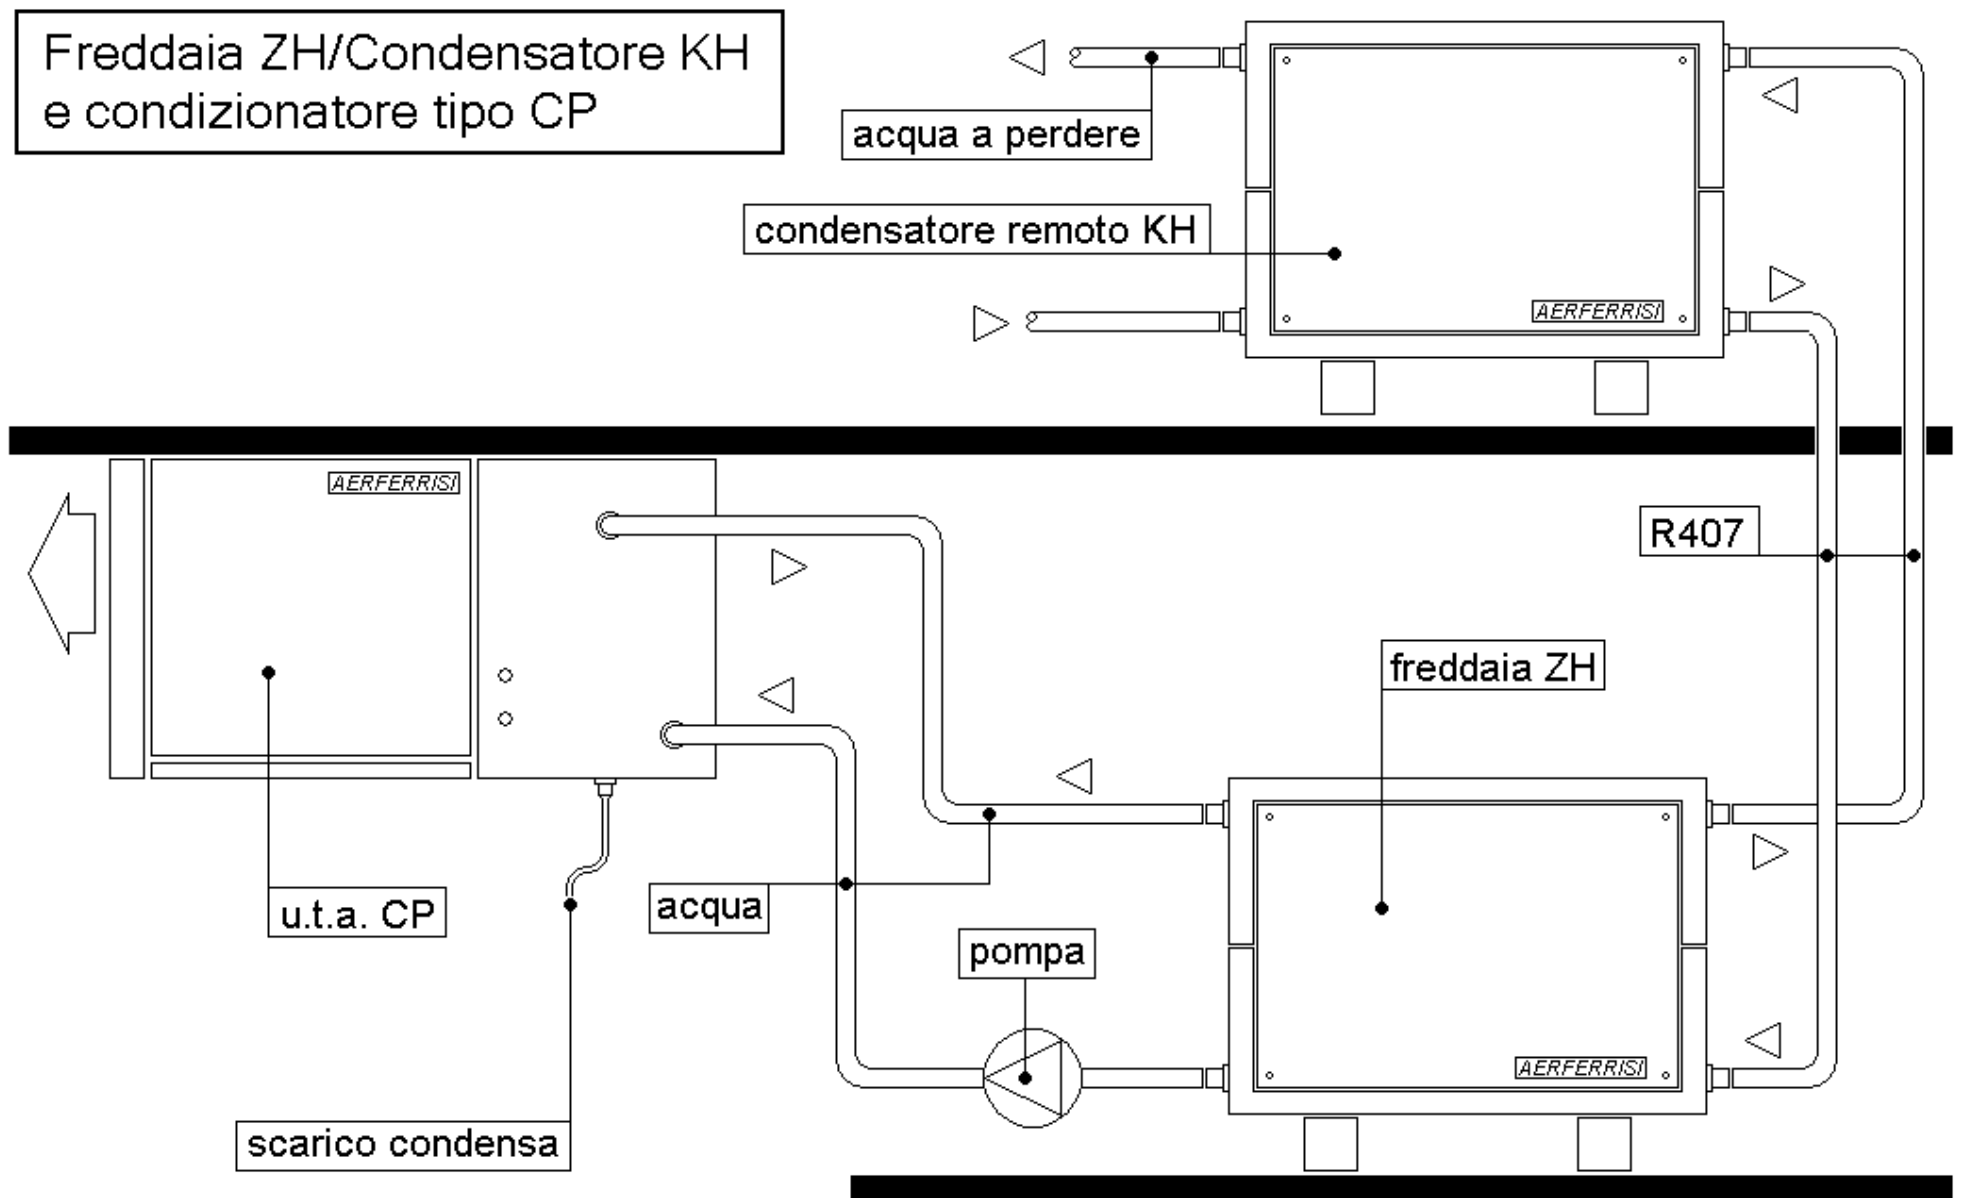 Freddaia ZH/Condensatore KH
e condizionatore tipo CP
acqua a perdere
condensatore remoto KH
AERFERRISI
AERFERRISI
R407
freddaia ZH
u.t.a. CP
acqua
pompa
AERFERRISI
scarico condensa